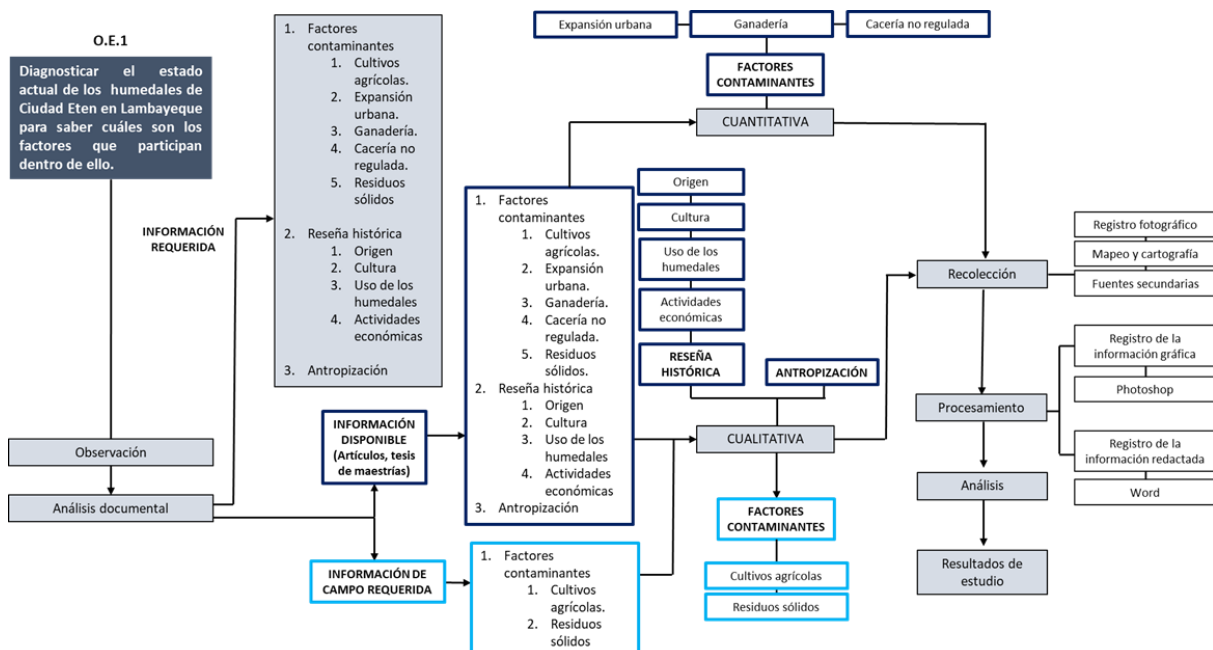 O.E.1
Diagnosticar el estado
actual de los humedales de
Ciudad Eten en Lambayeque
para saber cuáles son los
factores que participan
dentro de ello.
INFORMACIÓN
REQUERIDA
Observación
Análisis documental
1. Factores
contaminantes
1. Cultivos
agrícolas.
2. Expansión
urbana.
3. Ganadería.
4. Cacería no
regulada.
5. Residuos
sólidos
2. Reseña histórica
1. Origen
2. Cultura
3. Uso de los
humedales
4. Actividades
económicas
3. Antropización
INFORMACIÓN
DISPONIBLE
(Artículos, tesis
de maestrías)
INFORMACIÓN DE
CAMPO REQUERIDA
1. Factores
contaminantes
1. Cultivos
agrícolas.
2. Expansión
urbana.
3. Ganadería.
4. Cacería no
regulada.
5. Residuos
sólidos.
2. Reseña histórica
1. Origen
2. Cultura
3. Uso de los
humedales
4. Actividades
económicas
3. Antropización
1. Factores
contaminantes
1. Cultivos
agrícolas.
2. Residuos
sólidos
Expansión urbana
Ganadería
Cacería no regulada
FACTORES
CONTAMINANTES
CUANTITATIVA
Origen
Cultura
Uso de los
humedales
Actividades
económicas
RESEÑA
HISTÓRICA
ANTROPIZACIÓN
CUALITATIVA
FACTORES
CONTAMINANTES
Cultivos agrícolas
Residuos sólidos
Recolección
Registro fotográfico
Mapeo y cartografía
Fuentes secundarias
Procesamiento
Registro de la
información gráfica
Photoshop
Registro de la
información redactada
Word
Análisis
Resultados de
estudio